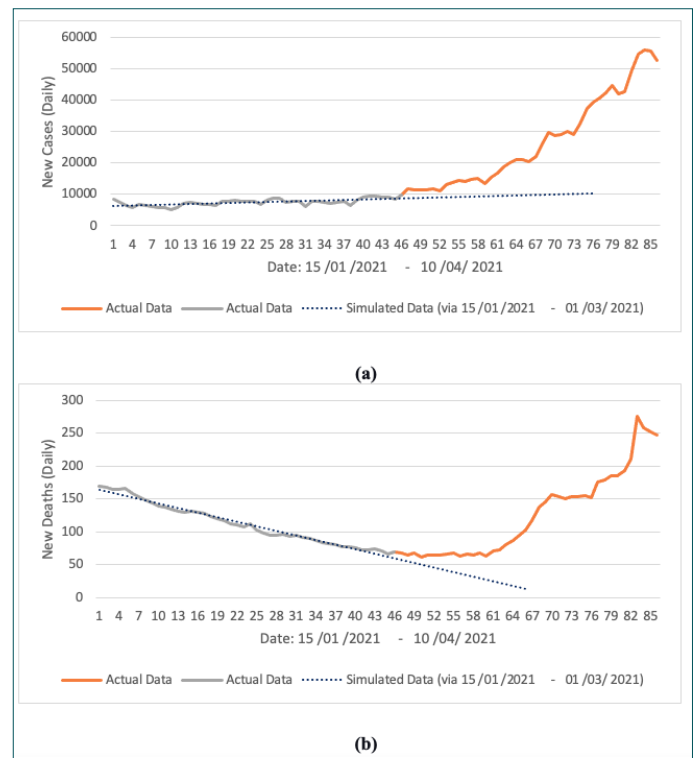 60000
50000
40000
30000
20000
10000
0
New Cases (Daily)
1 4 7 10 13 16 19 22 25 28 31 34 37 40 43 46 49 52 55 58 61 64 67 70 73 76 79 82 85
Date: 15 /01 /2021 - 10 /04/ 2021
Actual Data Actual Data Simulated Data (via 15 /01/2021 - 01 /03/ 2021)
(a)
300
250
200
150
100
50
0
New Deaths (Daily)
1 4 7 10 13 16 19 22 25 28 31 34 37 40 43 46 49 52 55 58 61 64 67 70 73 76 79 82 85
Date: 15 /01 /2021 - 10 /04/ 2021
Actual Data Actual Data Simulated Data (via 15 /01/2021 - 01 /03/ 2021)
(b)